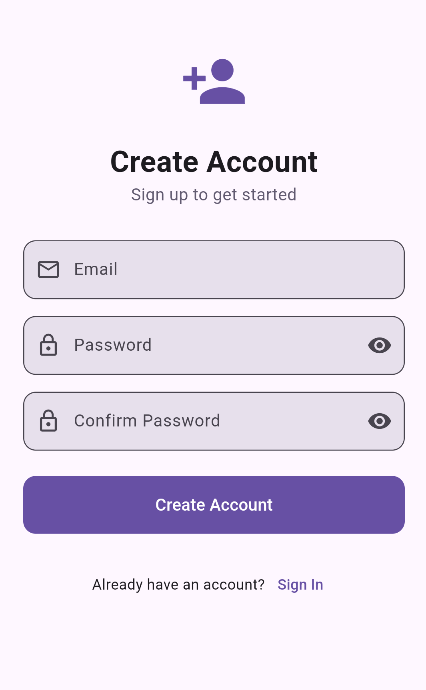 Create Account
Sign up to get started
Email
Password
Confirm Password
Create Account
Already have an account? Sign In